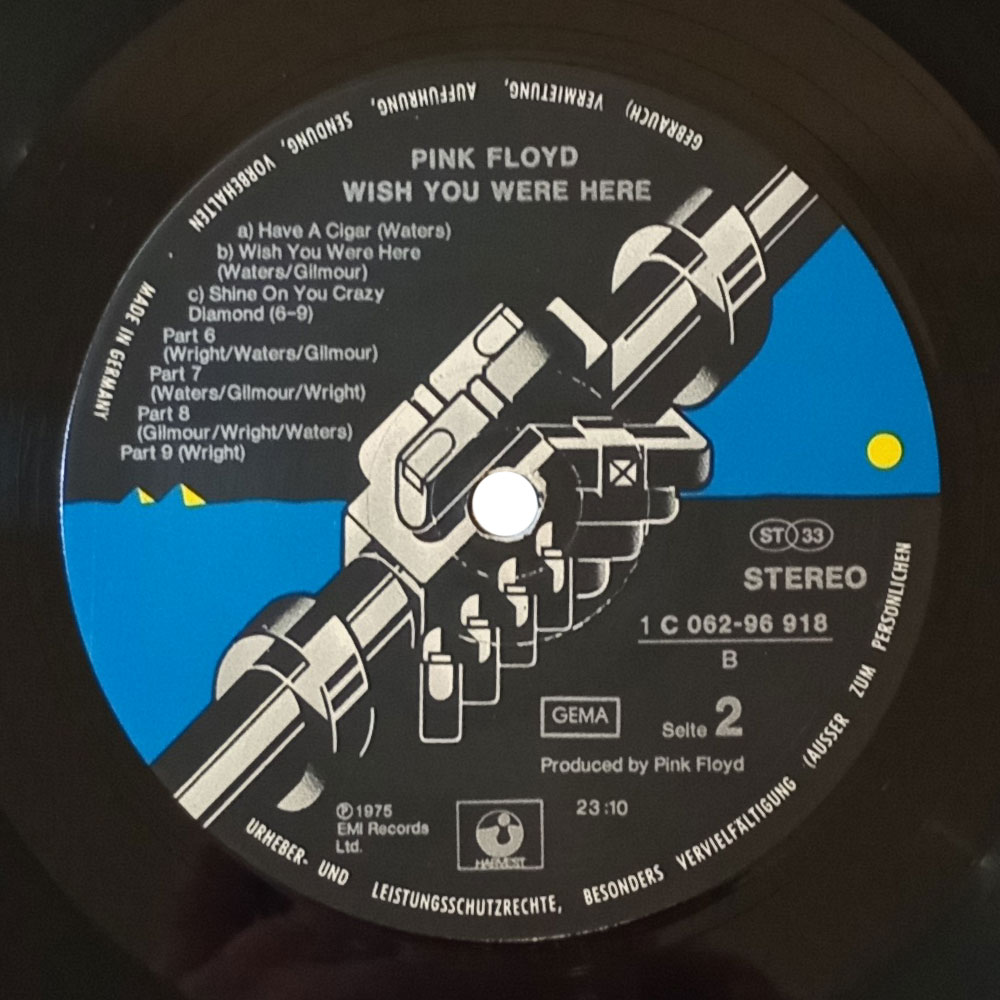 PINK FLOYD
WISH YOU WERE HERE
a) Have A Cigar (Waters)
b) Wish You Were Here
(Waters/Gilmour)
c) Shine On You Crazy
Diamond (6-9)
Part 6
(Wright/Waters/Gilmour)
Part 7
(Waters/Gilmour/Wright)
Part 8
(Gilmour/Wright/Waters)
Part 9 (Wright)
MADE IN GERMANY
ST 33
STEREO
1 C 062-96 918
B
GEMA
Seite 2
Produced by Pink Floyd
23:10
℗ 1975
EMI Records
Ltd.
HARVEST
URHEBER- UND LEISTUNGSSCHUTZRECHTE, BESONDERS VERVIELFÄLTIGUNG (AUSSER ZUM PERSONLICHEN GEBRAUCH) VERMIETUNG, AUFFUHRUNG, SENDUNG, VORBEHALTEN